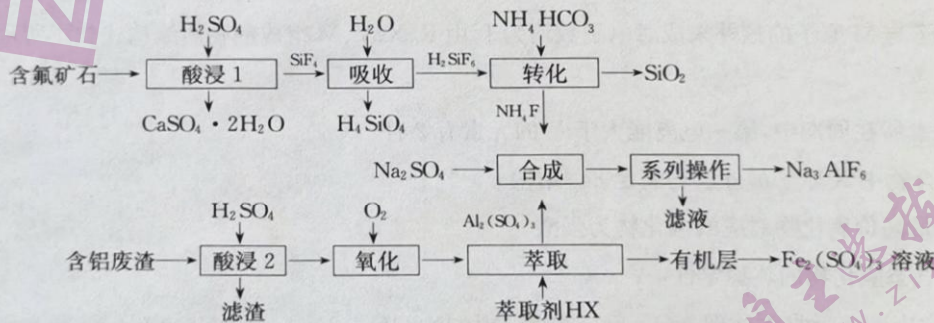 H₂SO₄ H₂O NH₄HCO₃
含氟矿石 酸浸1 SiF₄ 吸收 H₂SiF₆ 转化 SiO₂
CaSO₄·2H₂O H₄SiO₄ NH₄F
Na₂SO₄ 合成 系列操作 Na₃AlF₆
H₂SO₄ O₂ Al₂(SO₄)₃ 滤液
含铝废渣 酸浸2 氧化 萃取 有机层 Fe₂(SO₄)₃ 溶液
滤渣 萃取剂HX